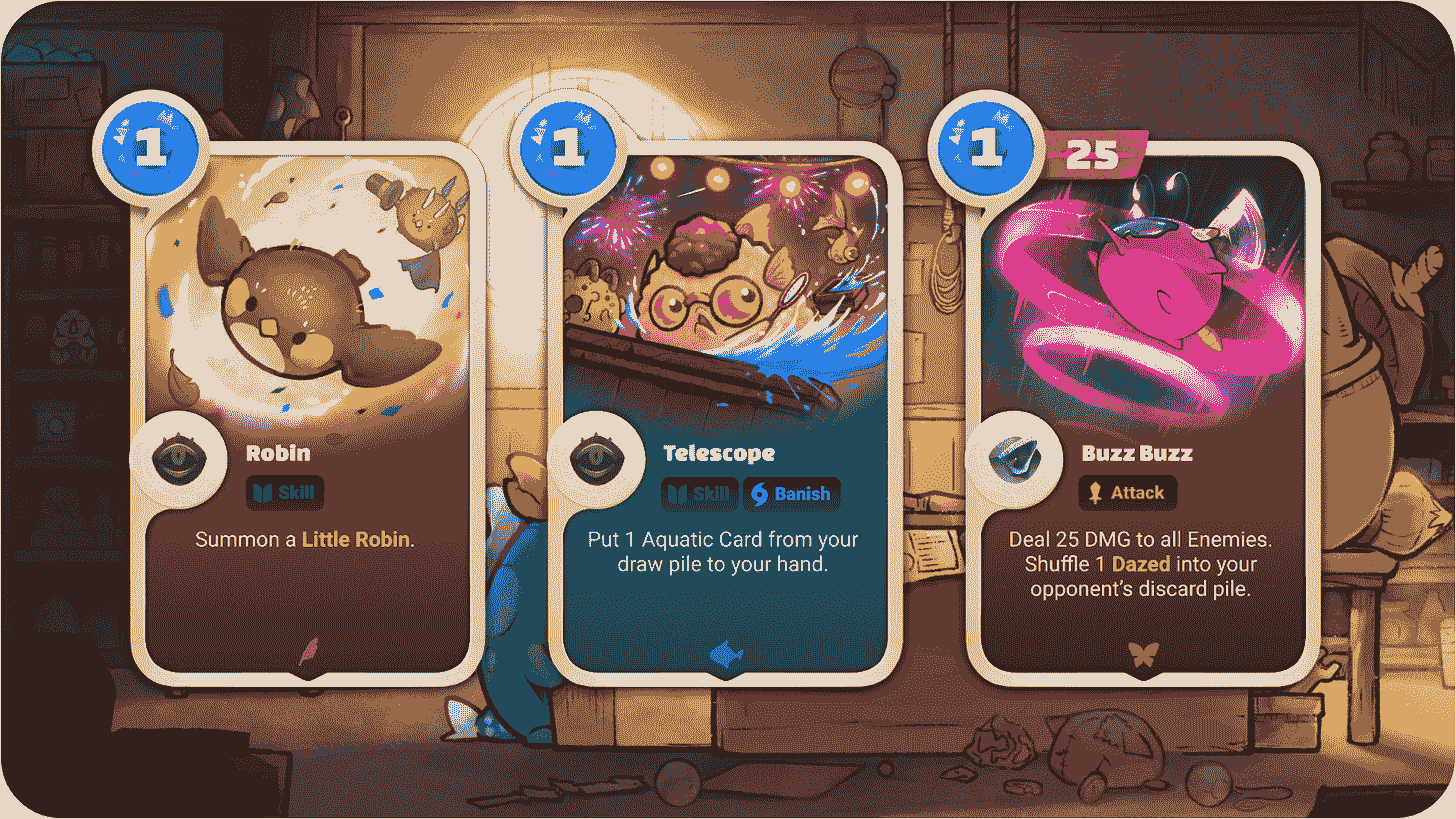 1
Robin
Skill
Summon a Little Robin.
1
Telescope
Skill Banish
Put 1 Aquatic Card from your
draw pile to your hand.
1
25
Buzz Buzz
Attack
Deal 25 DMG to all Enemies.
Shuffle 1 Dazed into your
opponent’s discard pile.